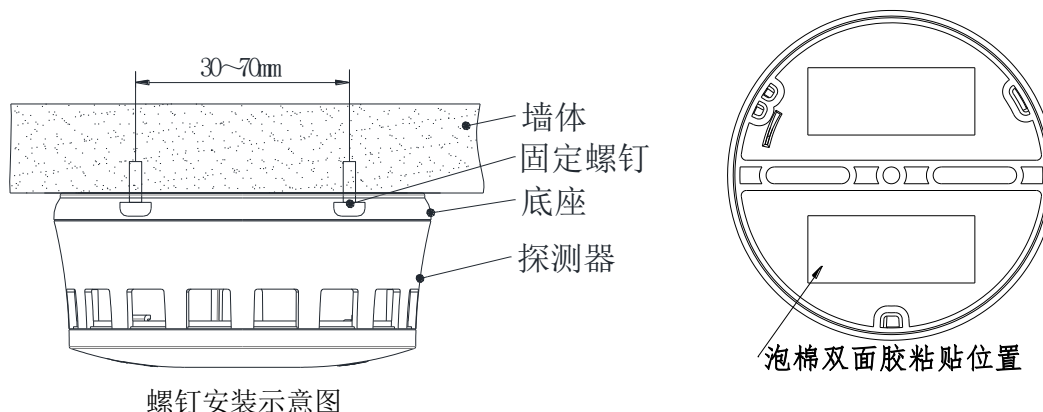 30~70mm
墙体
固定螺钉
底座
探测器
螺钉安装示意图
泡棉双面胶粘贴位置